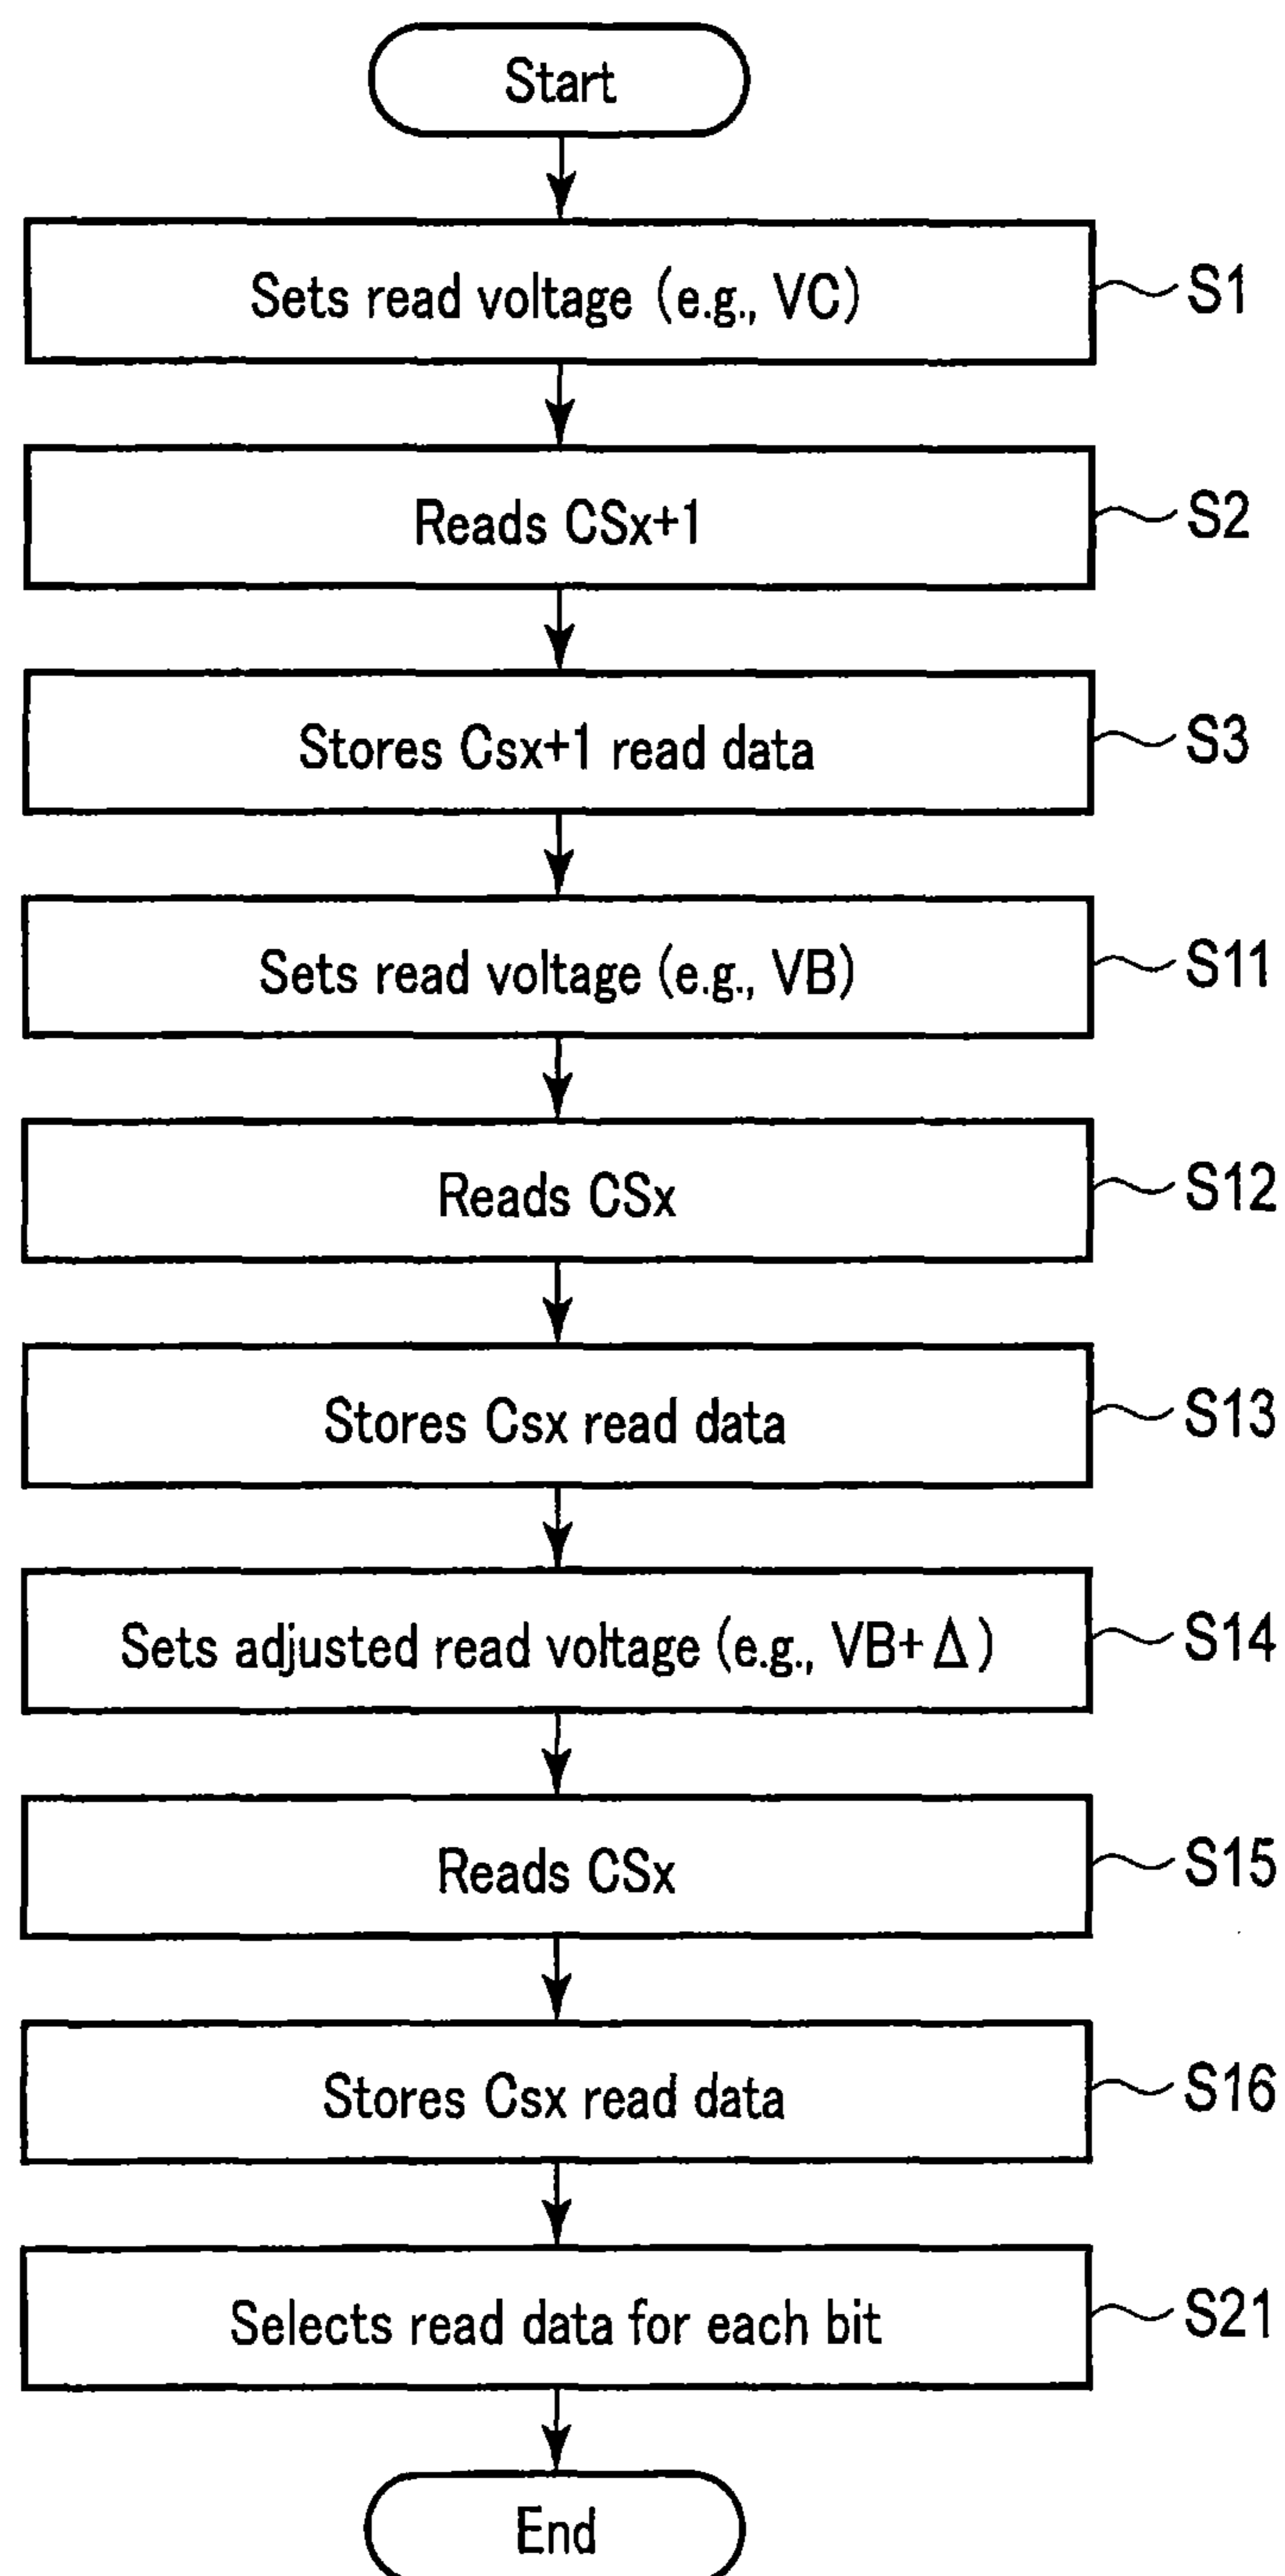 Start
Sets read voltage (e.g., VC) S1
Reads CSx+1 S2
Stores Csx+1 read data S3
Sets read voltage (e.g., VB) S11
Reads CSx S12
Stores Csx read data S13
Sets adjusted read voltage (e.g., VB+Δ) S14
Reads CSx S15
Stores Csx read data S16
Selects read data for each bit S21
End